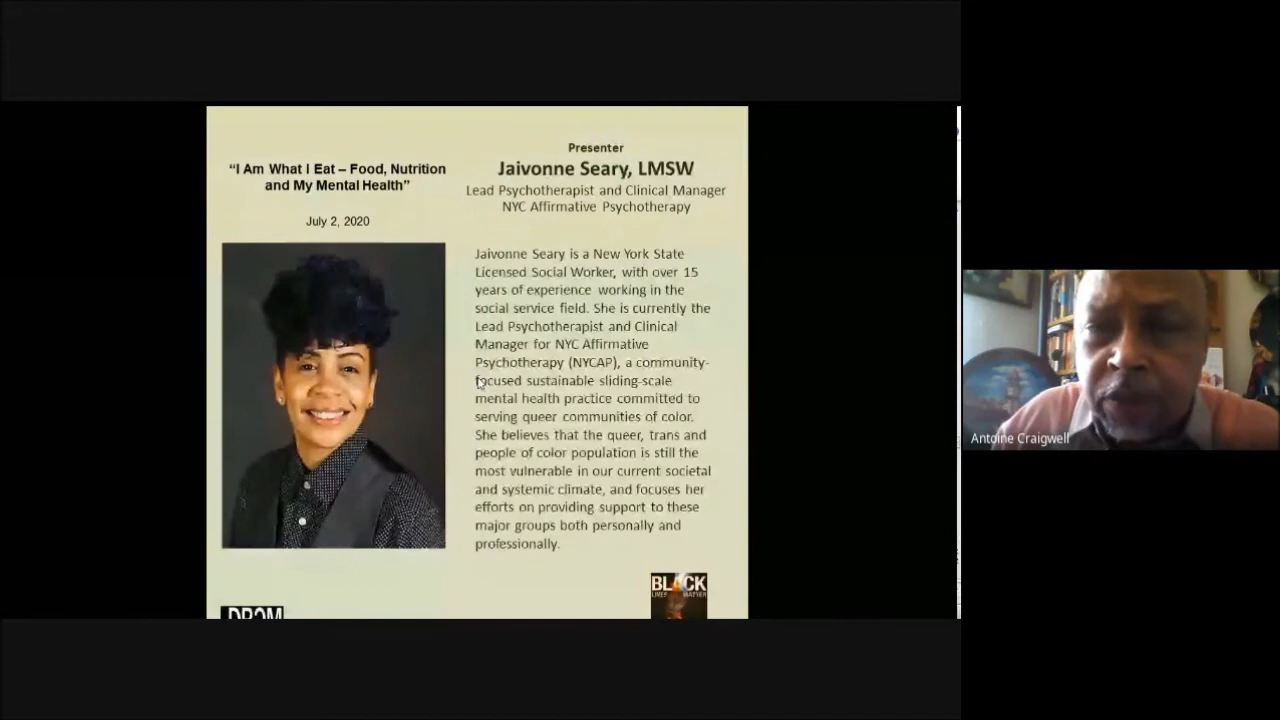 “I Am What I Eat – Food, Nutrition
and My Mental Health”
July 2, 2020
Presenter
Jaivonne Seary, LMSW
Lead Psychotherapist and Clinical Manager
NYC Affirmative Psychotherapy
Jaivonne Seary is a New York State
Licensed Social Worker, with over 15
years of experience working in the
social service field. She is currently the
Lead Psychotherapist and Clinical
Manager for NYC Affirmative
Psychotherapy (NYCAP), a community-
focused sustainable sliding-scale
mental health practice committed to
serving queer communities of color.
She believes that the queer, trans and
people of color population is still the
most vulnerable in our current societal
and systemic climate, and focuses her
efforts on providing support to these
major groups both personally and
professionally.
BLACK
LIVES MATTER
Antoine Craigwell